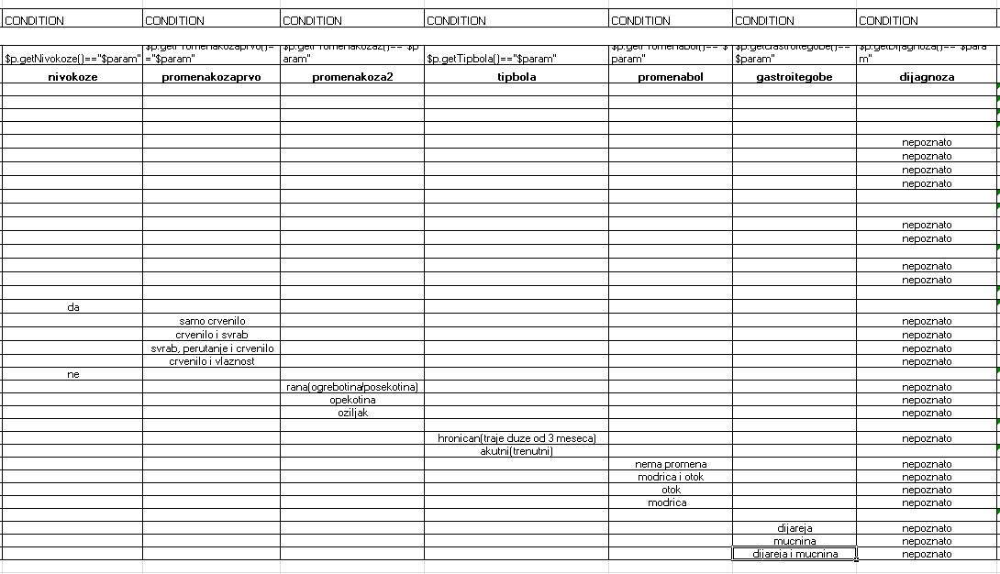 CONDITION CONDITION CONDITION CONDITION CONDITION CONDITION CONDITION
$p.getPromenakozaprvo()= $p.getPromenakoza2()=="$p $p.getPromenabol()=="$ $p.getGastroitegobe()== $p.getDijagnoza()=="$para
$p.getNivokoze()=="$param" ="$param" aram" $p.getTipbola()=="$param" param" $param" m"
nivokoze promenakozaprvo promenakoza2 tipbola promenabol gastroitegobe dijagnoza
nepoznato
nepoznato
nepoznato
nepoznato
nepoznato
nepoznato
nepoznato
nepoznato
da
samo crvenilo nepoznato
crvenilo i svrab nepoznato
svrab, perutanje i crvenilo nepoznato
crvenilo i vlaznost nepoznato
ne
rana(ogrebotina/posekotina) nepoznato
opekotina nepoznato
oziljak nepoznato
hronican(traje duze od 3 meseca) nepoznato
akutni(trenutni)
nema promena nepoznato
modrica i otok nepoznato
otok nepoznato
modrica nepoznato
dijareja nepoznato
mucnina nepoznato
dijareja i mucnina nepoznato